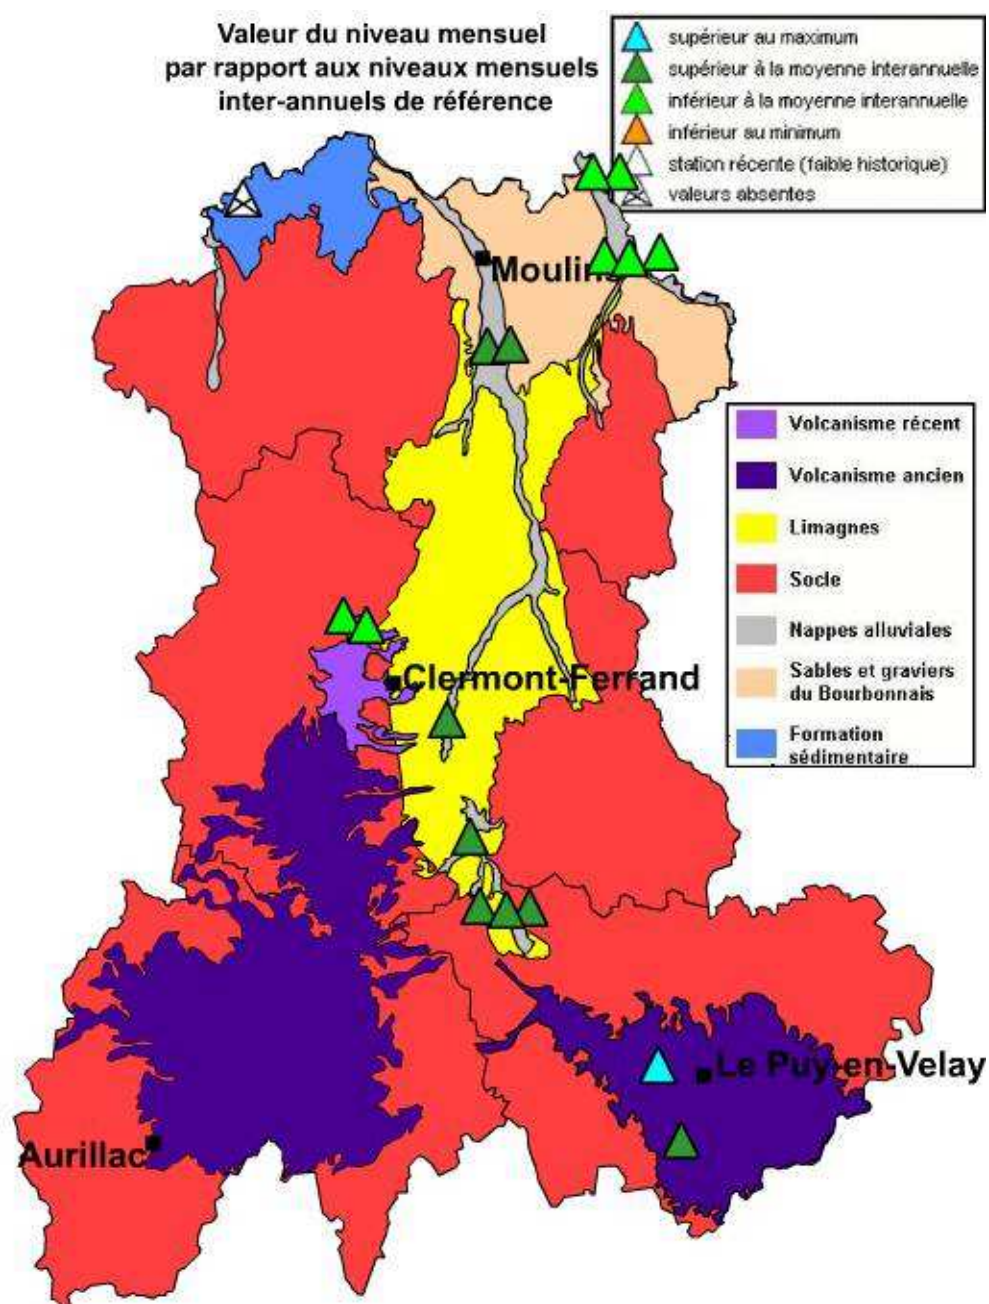 Valeur du niveau mensuel
par rapport aux niveaux mensuels
inter-annuels de référence
supérieur au maximum
supérieur à la moyenne interannuelle
inférieur à la moyenne interannuelle
inférieur au minimum
station récente (faible historique)
valeurs absentes
Moulins
Volcanisme récent
Volcanisme ancien
Limagnes
Socle
Nappes alluviales
Sables et graviers
du Bourbonnais
Formation
sédimentaire
Clermont-Ferrand
Le Puy-en-Velay
Aurillac